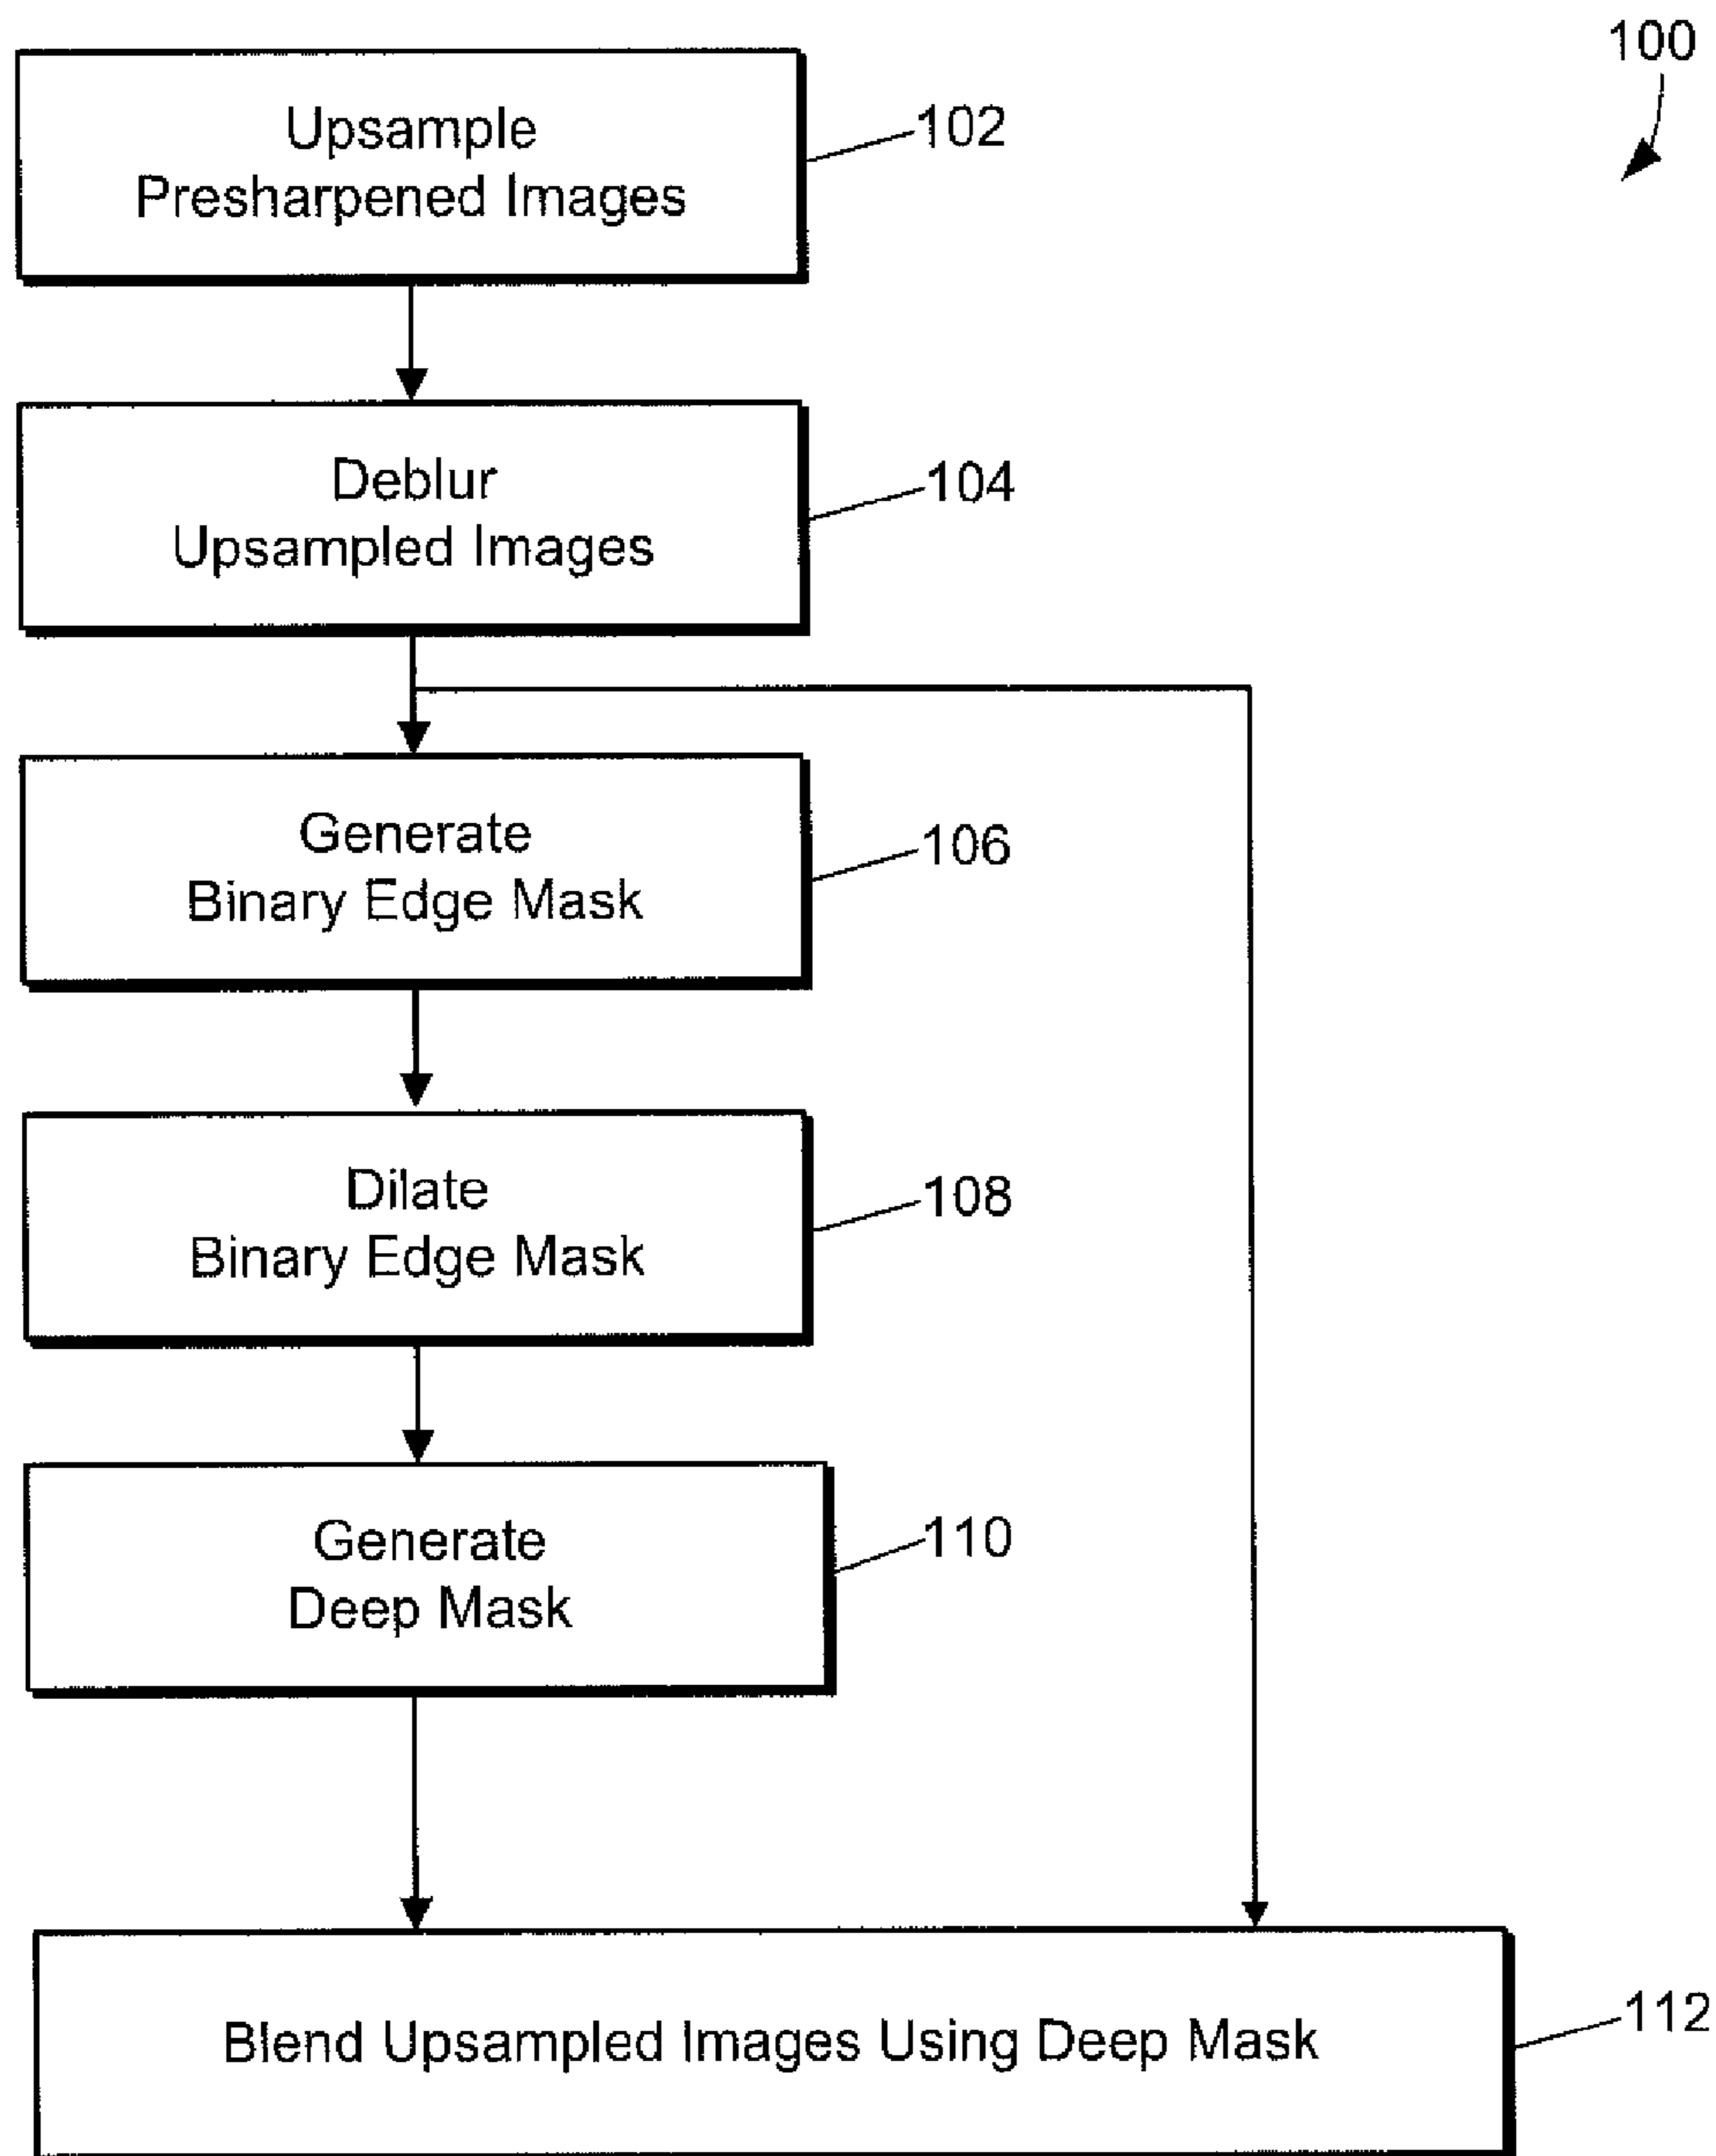 100
Upsample
Presharpened Images
102
Deblur
Upsampled Images
104
Generate
Binary Edge Mask
106
Dilate
Binary Edge Mask
108
Generate
Deep Mask
110
Blend Upsampled Images Using Deep Mask
112